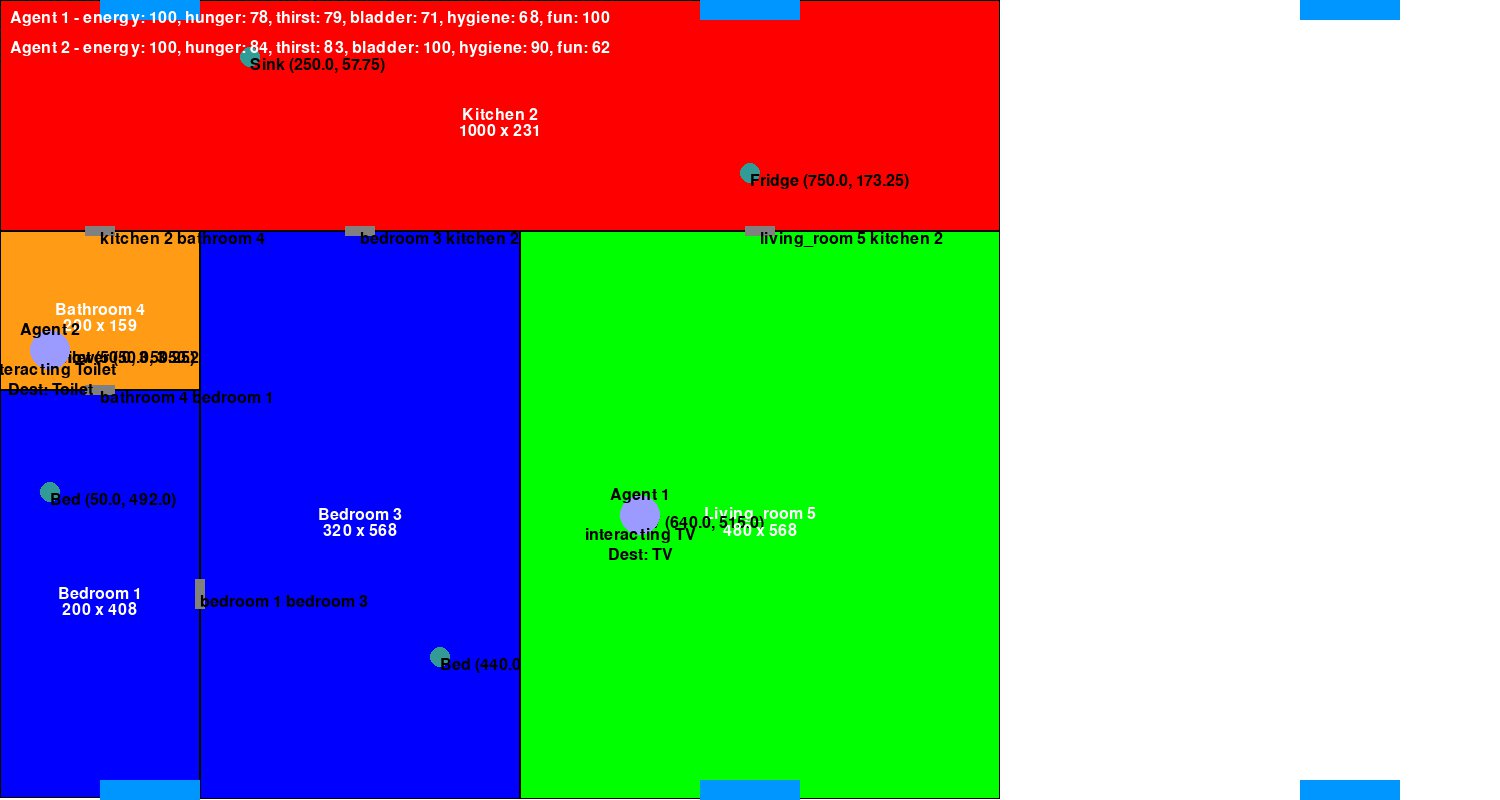 Agent 1 - energy: 100, hunger: 78, thirst: 79, bladder: 71, hygiene: 68, fun: 100
Agent 2 - energy: 100, hunger: 84, thirst: 83, bladder: 100, hygiene: 90, fun: 62
Sink (250.0, 57.75)
Kitchen 2
1000 x 231
Fridge (750.0, 173.25)
kitchen 2 bathroom 4
bedroom 3 kitchen 2
living_room 5 kitchen 2
Bathroom 4
x 159
Agent 2
teracting Toilet
Dest: Toilet
bathroom 4 bedroom 1
Bed (50.0, 492.0)
Agent 1
Bedroom 3
320 x 568
Living_room 5
480 x 568
(640.0, 515.0)
interacting TV
Dest: TV
Bedroom 1
200 x 408
bedroom 1 bedroom 3
Bed (440.0